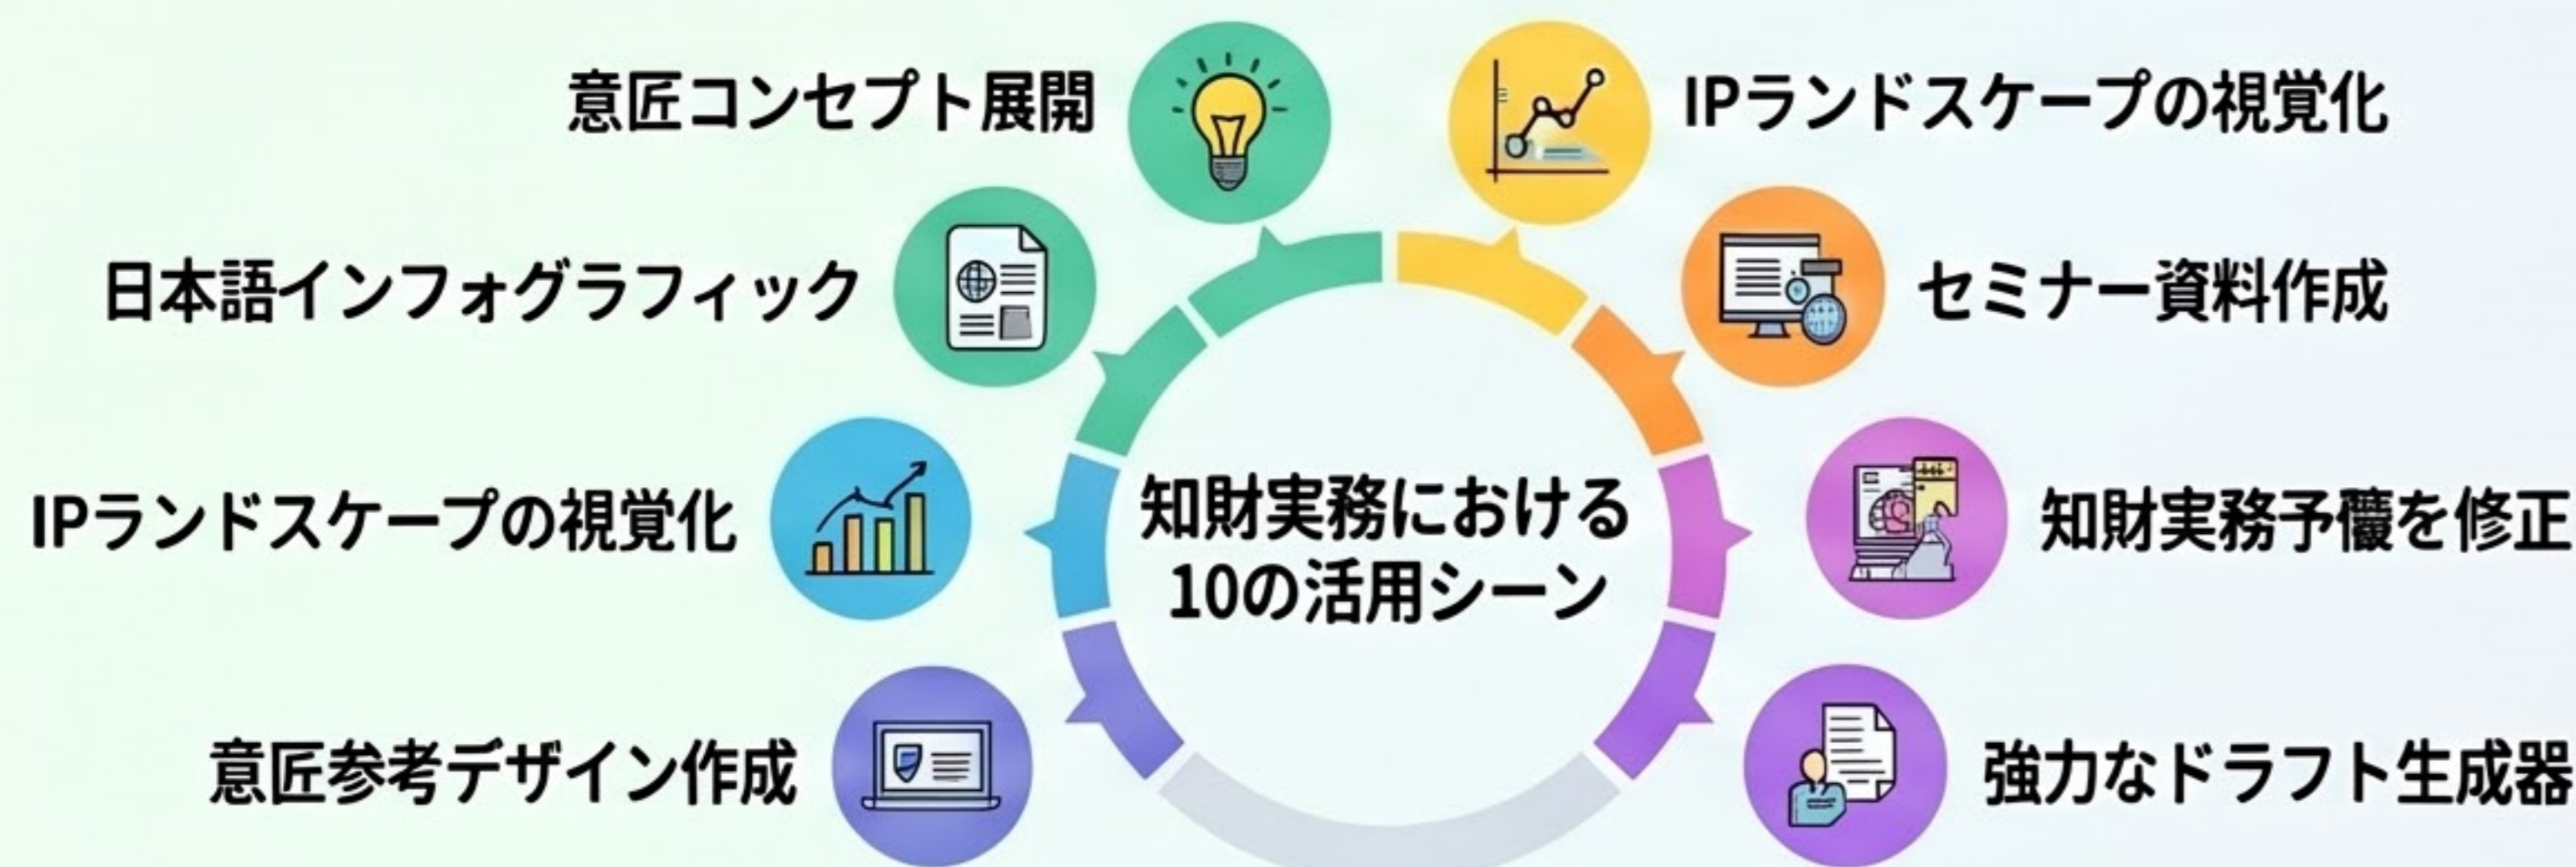 意匠コンセプト展開
IPランドスケープの視覚化
日本語インフォグラフィック
セミナー資料作成
IPランドスケープの視覚化
知財実務における
10の活用シーン
知財実務予を修正
意匠参考デザイン作成
強力なドラフト生成器